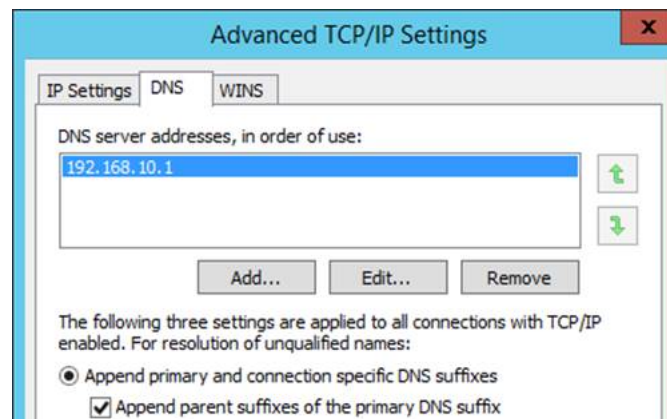 Advanced TCP/IP Settings
x
IP Settings DNS WINS
DNS server addresses, in order of use:
192.168.10.1
Add... Edit... Remove
The following three settings are applied to all connections with TCP/IP
enabled. For resolution of unqualified names:
Append primary and connection specific DNS suffixes
Append parent suffixes of the primary DNS suffix